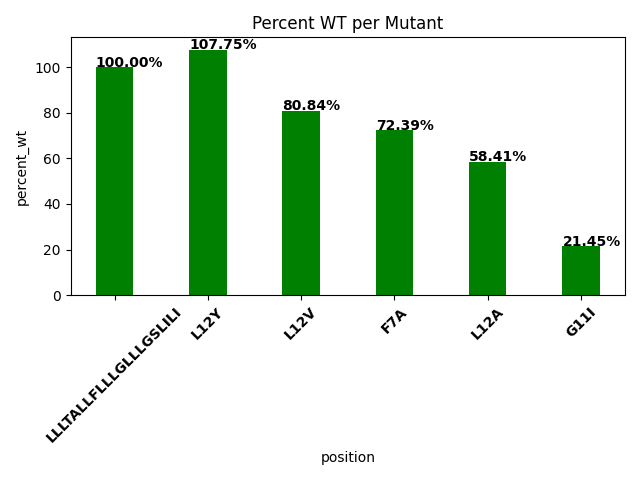 Percent WT per Mutant
percent_wt
100
80
60
40
20
0
100.00%
107.75%
80.84%
72.39%
58.41%
21.45%
LLLTALLFLLLGLLLGSLILI
L12Y
L12V
F7A
L12A
G11I
position